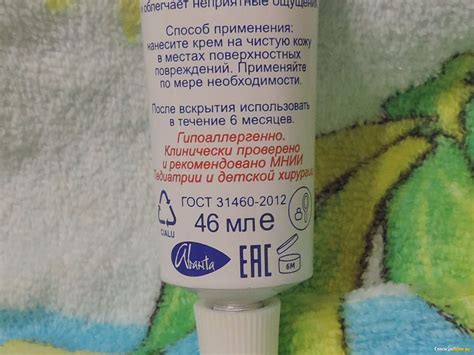 и облегчает неприятные ощущения
Способ применения:
нанесите крем на чистую кожу
в местах поверхностных
повреждений. Применяйте
по мере необходимости.
После вскрытия использовать
в течение 6 месяцев.
Гипоаллергенно.
Клинически проверено
и рекомендовано МНИИ
Педиатрии и детской хирургии
ГОСТ 31460-2012
46 мл e
C/ALU
Avanta
EAC
6M